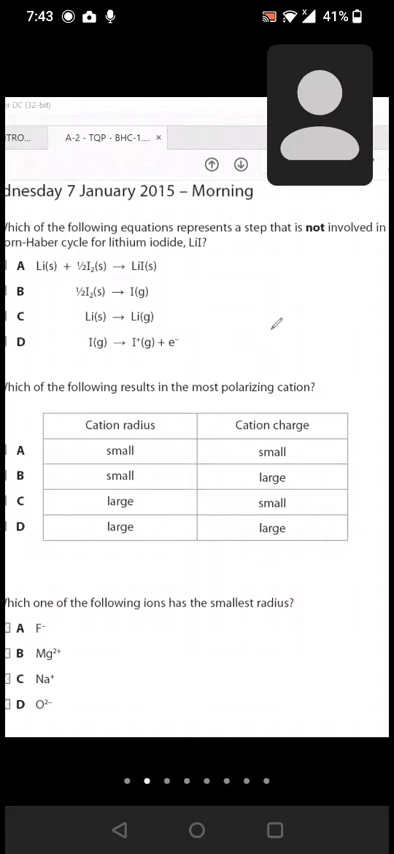 7:43
41%
er DC (32-bit)
TRO...
A-2 - TQP - BHC-1.... ×
dnesday 7 January 2015 – Morning
hich of the following equations represents a step that is not involved in
orn-Haber cycle for lithium iodide, LiI?
A Li(s) + ½I₂(s) → LiI(s)
B ½I₂(s) → I(g)
C Li(s) → Li(g)
D I(g) → I⁺(g) + e⁻
hich of the following results in the most polarizing cation?
Cation radius Cation charge
A small small
B small large
C large small
D large large
hich one of the following ions has the smallest radius?
A F⁻
B Mg²⁺
C Na⁺
D O²⁻